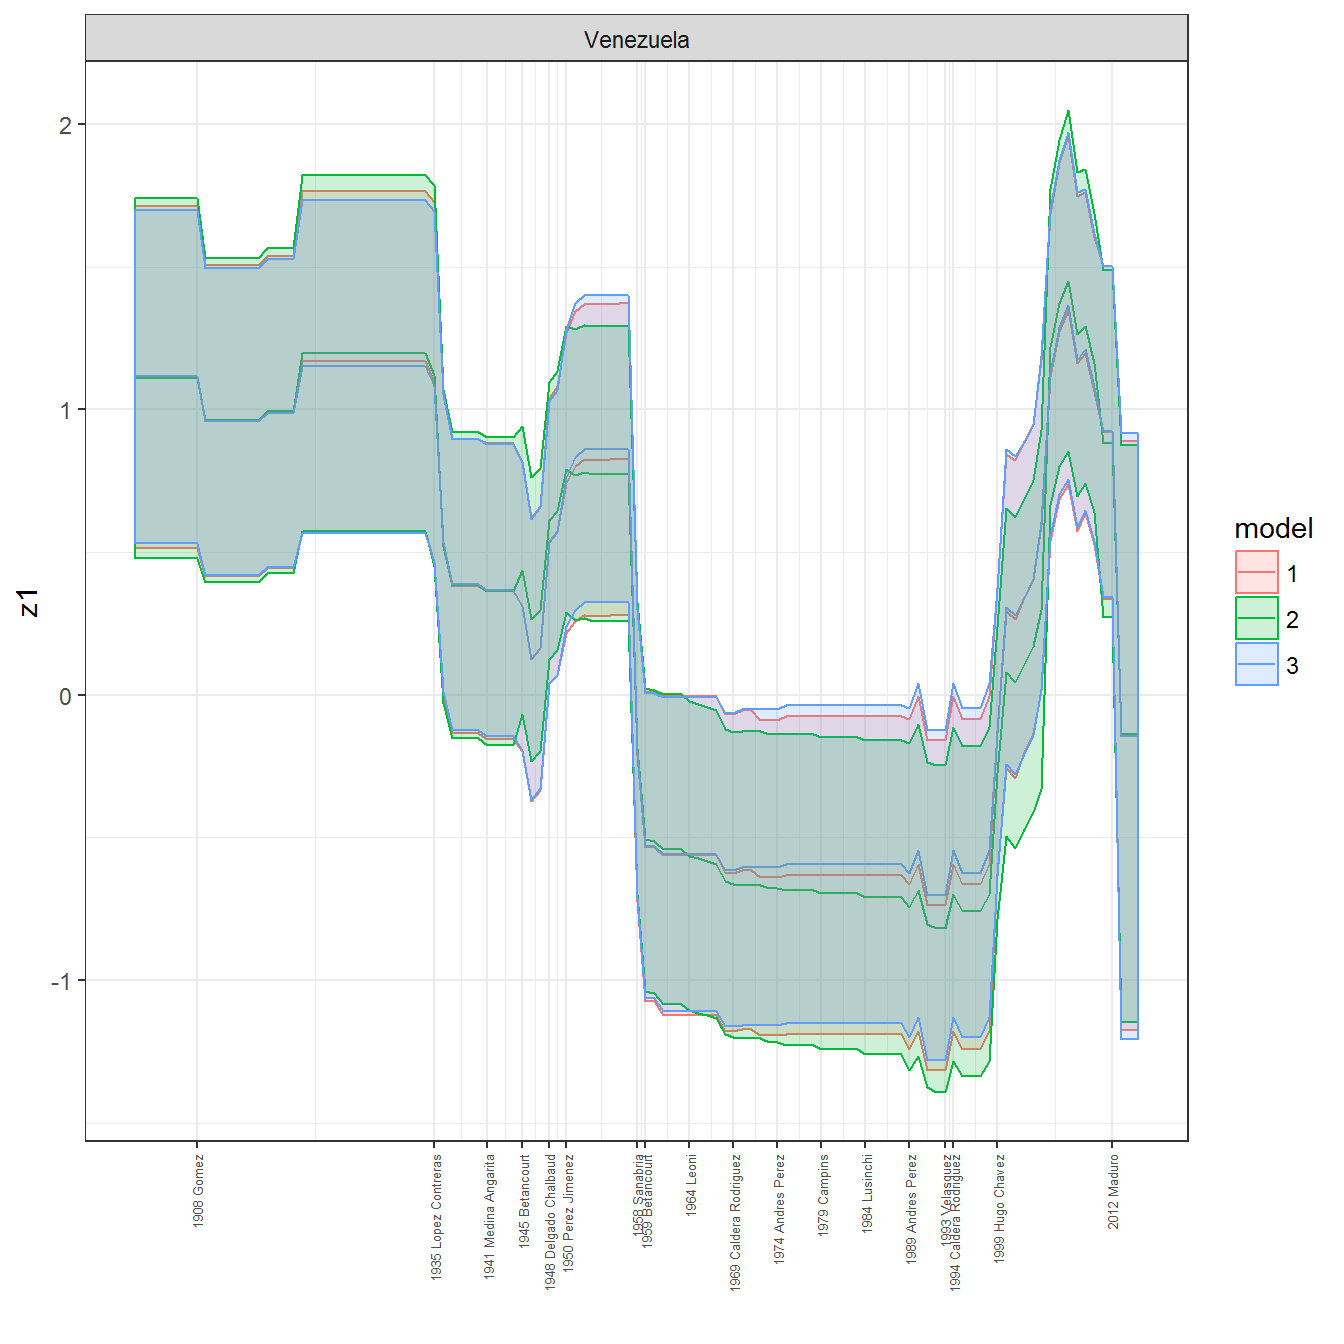 Venezuela
2
1
0
-1
z1
model
1
2
3
1908 Gomez
1935 Lopez Contreras
1941 Medina Angarita
1945 Betancourt
1948 Delgado Chalbaud
1950 Perez Jimenez
1958 Sanabria
1959 Betancourt
1964 Leoni
1969 Caldera Rodriguez
1974 Andres Perez
1979 Campins
1984 Lusinchi
1989 Andres Perez
1993 Velasquez
1994 Caldera Rodriguez
1999 Hugo Chavez
2012 Maduro